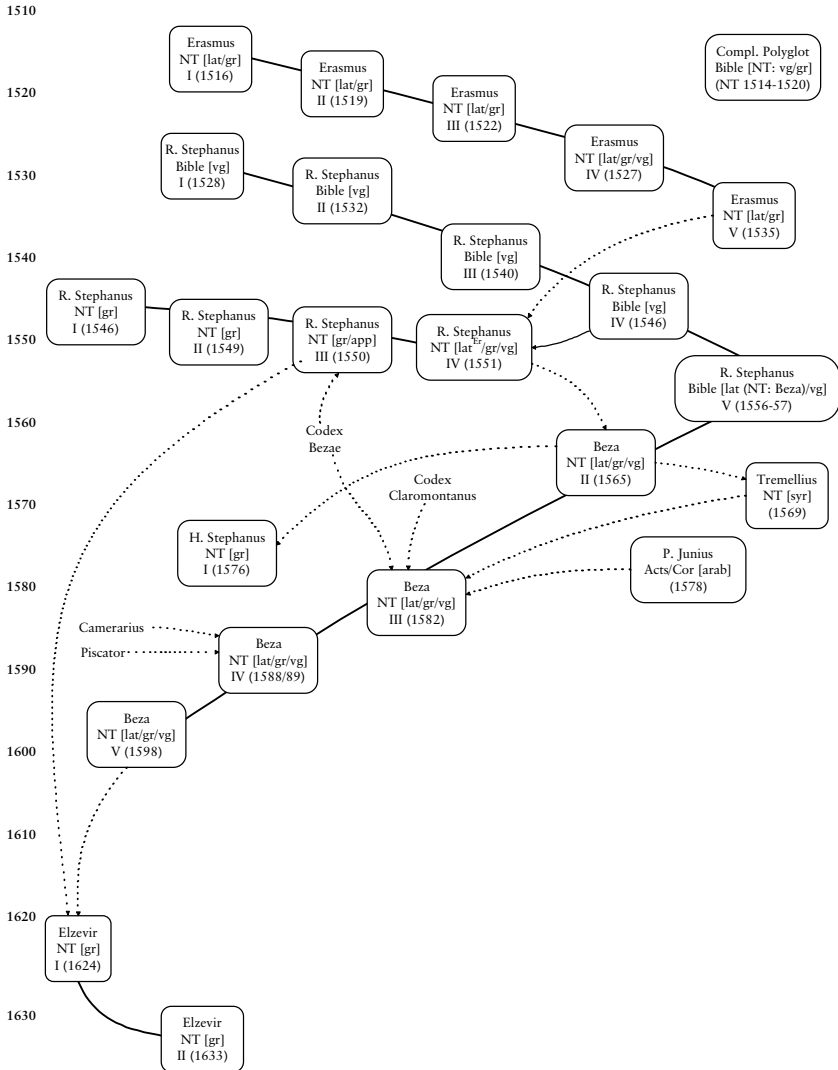 1510
Erasmus
NT [lat/gr]
I (1516)
Erasmus
NT [lat/gr]
II (1519)
Compl. Polyglot
Bible [NT: vg/gr]
(NT 1514-1520)
1520
Erasmus
NT [lat/gr]
III (1522)
Erasmus
NT [lat/gr/vg]
IV (1527)
R. Stephanus
Bible [vg]
I (1528)
1530
R. Stephanus
Bible [vg]
II (1532)
Erasmus
NT [lat/gr]
V (1535)
1540
R. Stephanus
Bible [vg]
III (1540)
R. Stephanus
NT [gr]
I (1546)
R. Stephanus
NT [gr]
II (1549)
R. Stephanus
NT [gr/app]
III (1550)
R. Stephanus
NT [lat^Er/gr/vg]
IV (1551)
R. Stephanus
Bible [vg]
IV (1546)
1550
R. Stephanus
Bible [lat (NT: Beza)/vg]
V (1556-57)
1560
Codex
Bezae
Beza
NT [lat/gr/vg]
II (1565)
Codex
Claromontanus
Tremellius
NT [syr]
(1569)
1570
H. Stephanus
NT [gr]
I (1576)
P. Junius
Acts/Cor [arab]
(1578)
1580
Beza
NT [lat/gr/vg]
III (1582)
Camerarius
Piscator
Beza
NT [lat/gr/vg]
IV (1588/89)
1590
Beza
NT [lat/gr/vg]
V (1598)
1600
1610
1620
Elzevir
NT [gr]
I (1624)
1630
Elzevir
NT [gr]
II (1633)